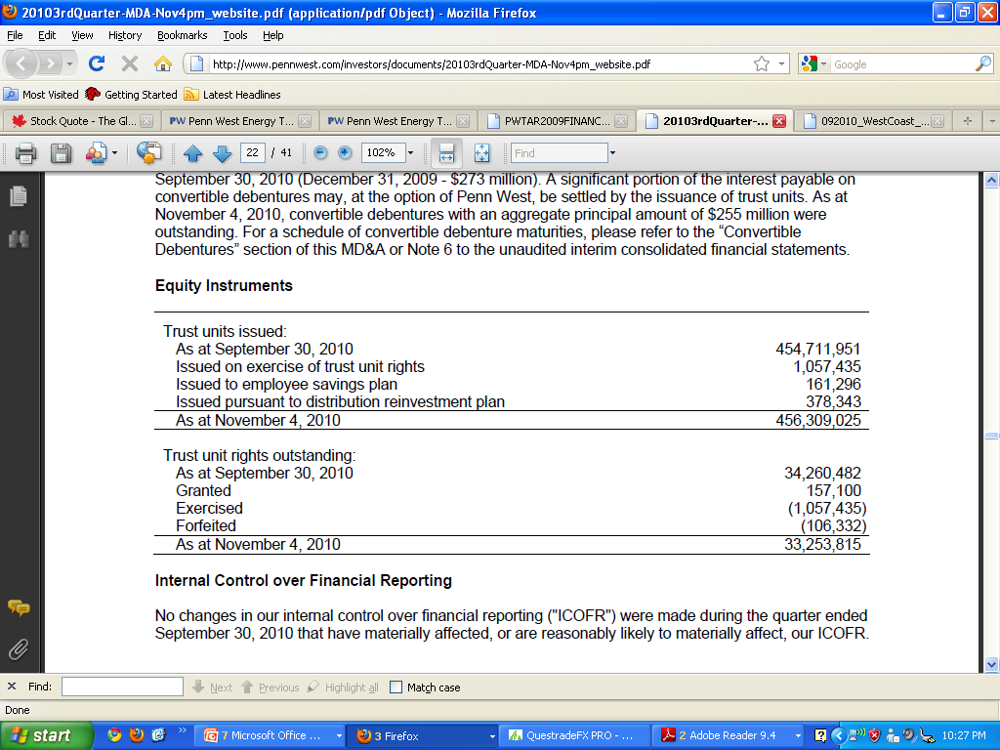 20103rdQuarter-MDA-Nov4pm_website.pdf (application/pdf Object) - Mozilla Firefox
File Edit View History Bookmarks Tools Help
http://www.pennwest.com/investors/documents/20103rdQuarter-MDA-Nov4pm_website.pdf Google
Most Visited Getting Started Latest Headlines
Stock Quote - The Gl... PW Penn West Energy T... PW Penn West Energy T... PWTAR2009FINANC... 20103rdQuarter-... 092010_WestCoast_...
22 / 41 102% Find
September 30, 2010 (December 31, 2009 - $273 million). A significant portion of the interest payable on
convertible debentures may, at the option of Penn West, be settled by the issuance of trust units. As at
November 4, 2010, convertible debentures with an aggregate principal amount of $255 million were
outstanding. For a schedule of convertible debenture maturities, please refer to the “Convertible
Debentures” section of this MD&A or Note 6 to the unaudited interim consolidated financial statements.
Equity Instruments
Trust units issued:
As at September 30, 2010 454,711,951
Issued on exercise of trust unit rights 1,057,435
Issued to employee savings plan 161,296
Issued pursuant to distribution reinvestment plan 378,343
As at November 4, 2010 456,309,025
Trust unit rights outstanding:
As at September 30, 2010 34,260,482
Granted 157,100
Exercised (1,057,435)
Forfeited (106,332)
As at November 4, 2010 33,253,815
Internal Control over Financial Reporting
No changes in our internal control over financial reporting ("ICOFR") were made during the quarter ended
September 30, 2010 that have materially affected, or are reasonably likely to materially affect, our ICOFR.
Find: Next Previous Highlight all Match case
Done
start 7 Microsoft Office ... 3 Firefox QuestradeFX PRO - ... 2 Adobe Reader 9.4 10:27 PM